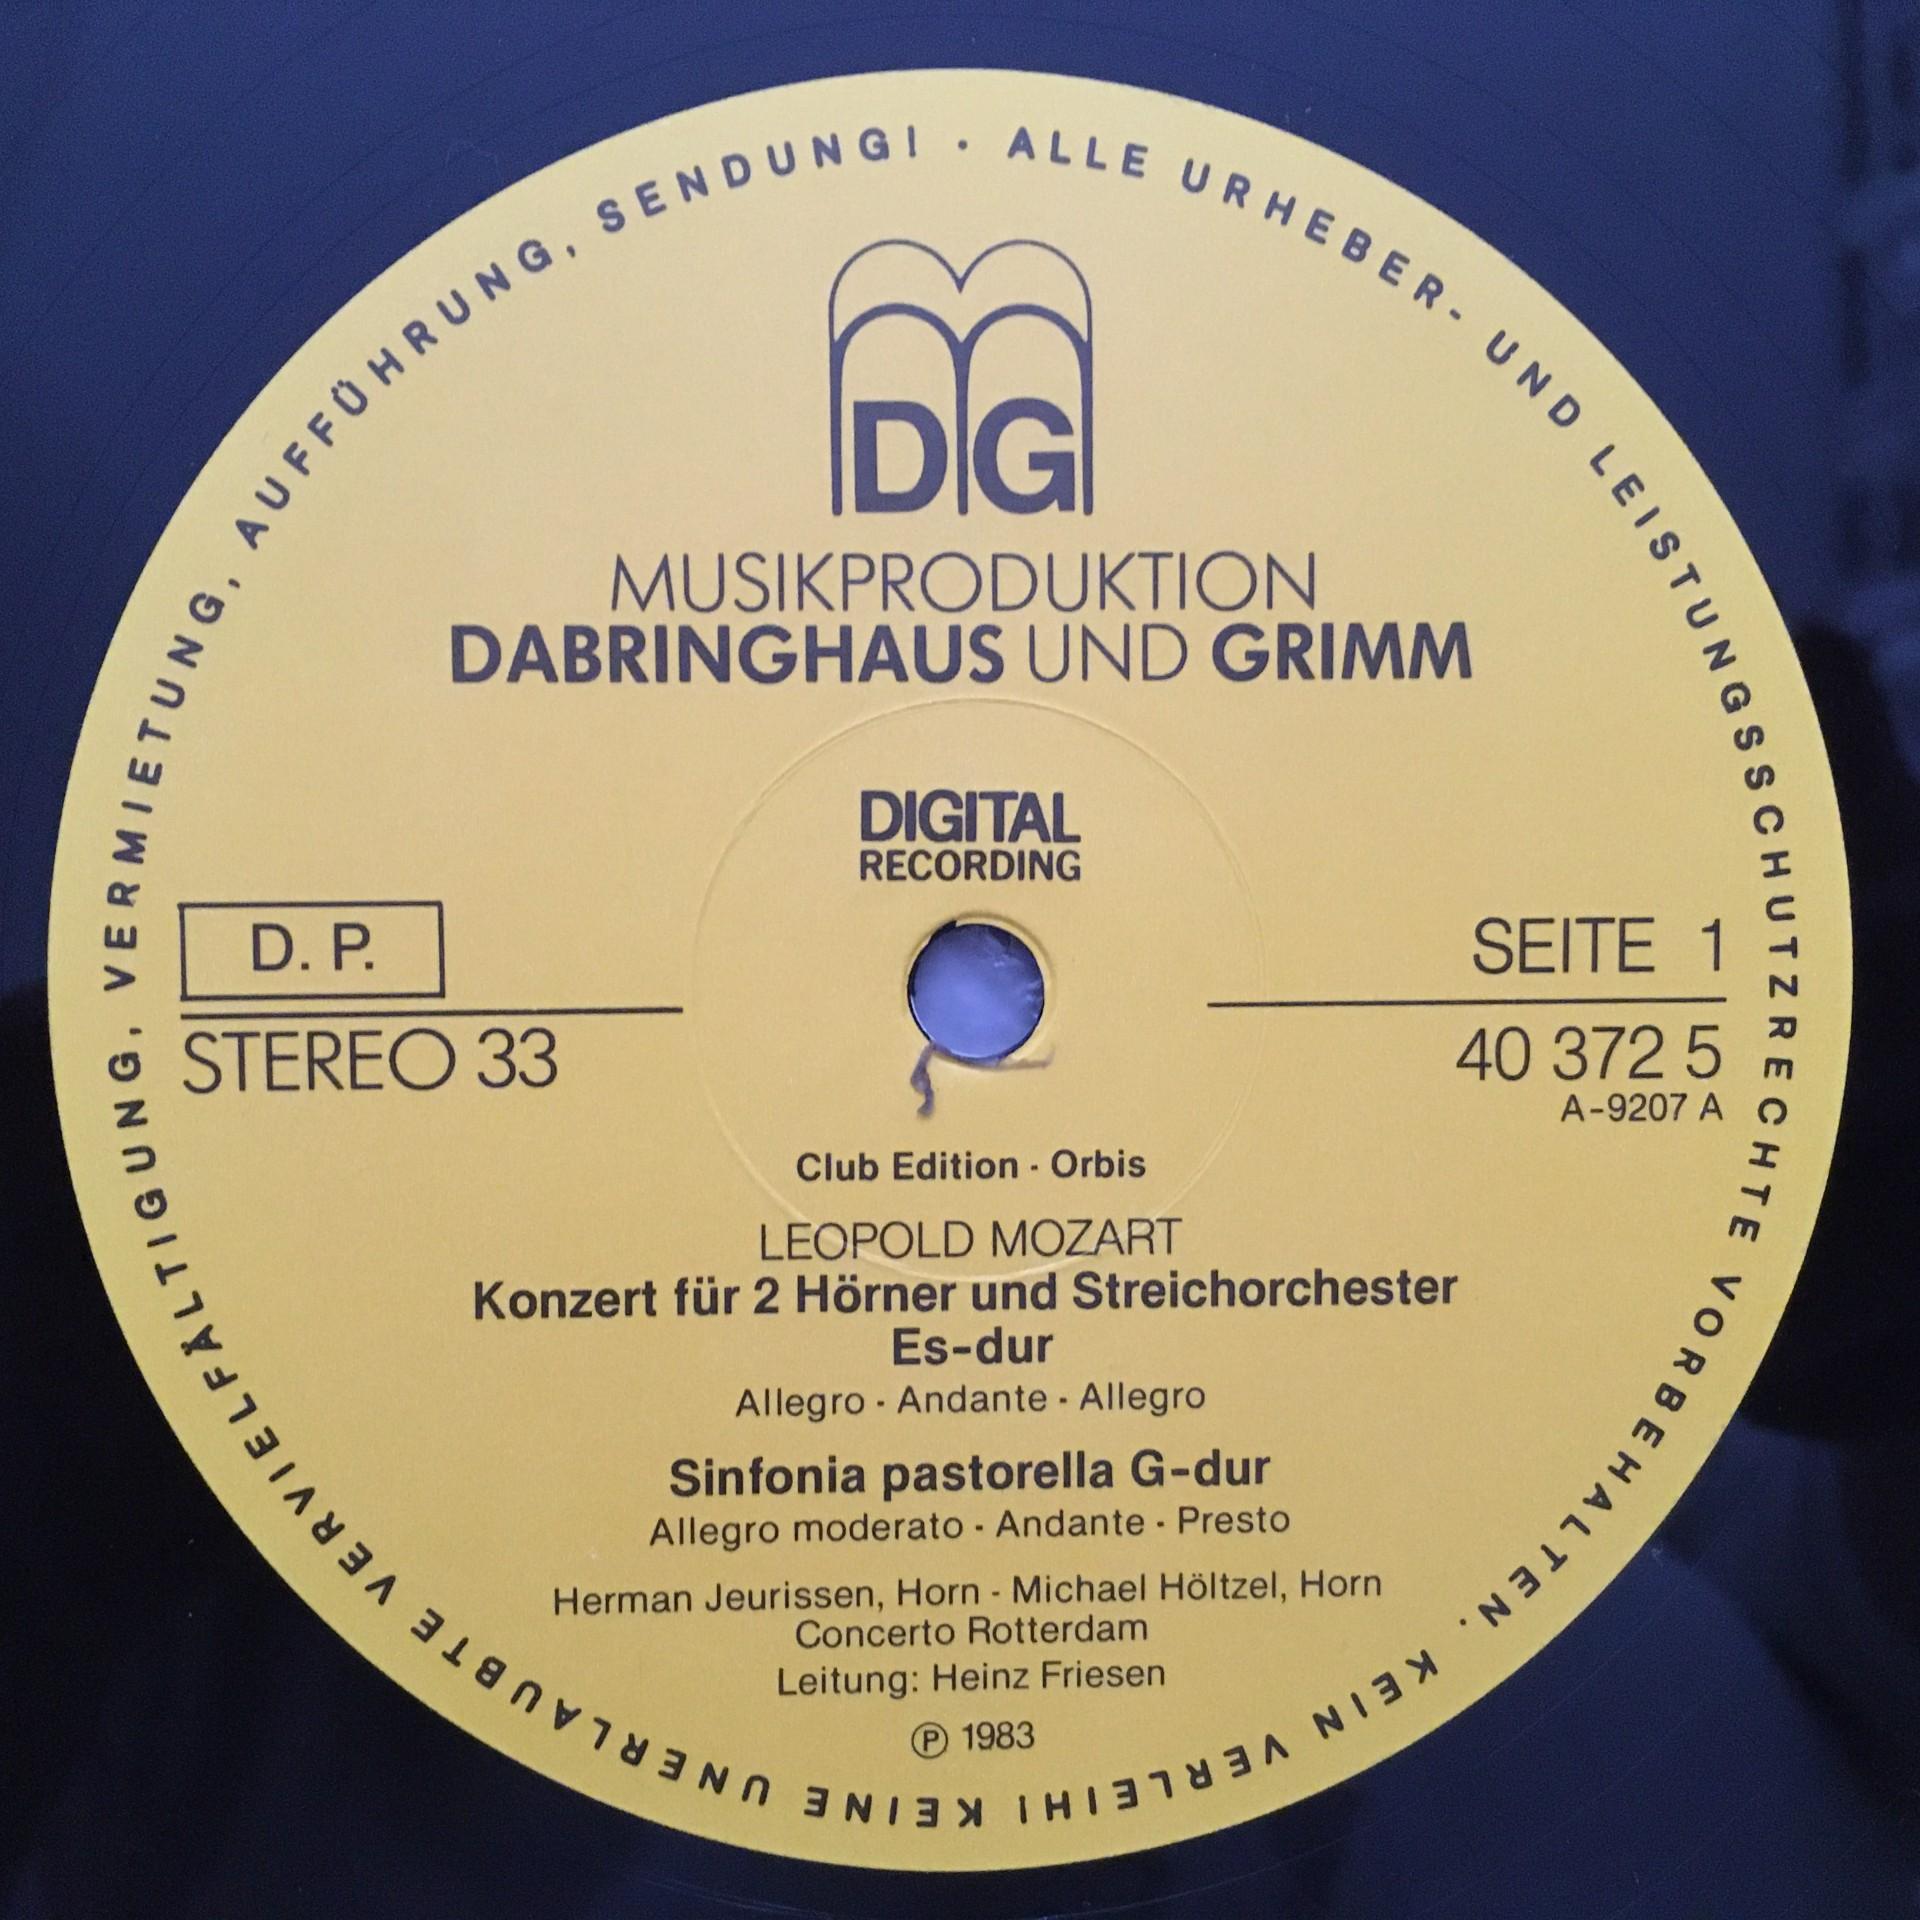 ALLE URHEBER- UND LEISTUNGSSCHUTZRECHTE VORBEHALTEN. KEIN VERLEIH! KEINE UNERLAUBTE VERVIELFÄLTIGUNG, VERMIETUNG, AUFFÜHRUNG, SENDUNG! ·
DG
MUSIKPRODUKTION
DABRINGHAUS UND GRIMM
DIGITAL
RECORDING
D. P.
STEREO 33
SEITE 1
40 372 5
A-9207 A
Club Edition · Orbis
LEOPOLD MOZART
Konzert für 2 Hörner und Streichorchester
Es-dur
Allegro · Andante · Allegro
Sinfonia pastorella G-dur
Allegro moderato · Andante · Presto
Herman Jeurissen, Horn - Michael Höltzel, Horn
Concerto Rotterdam
Leitung: Heinz Friesen
Ⓟ 1983